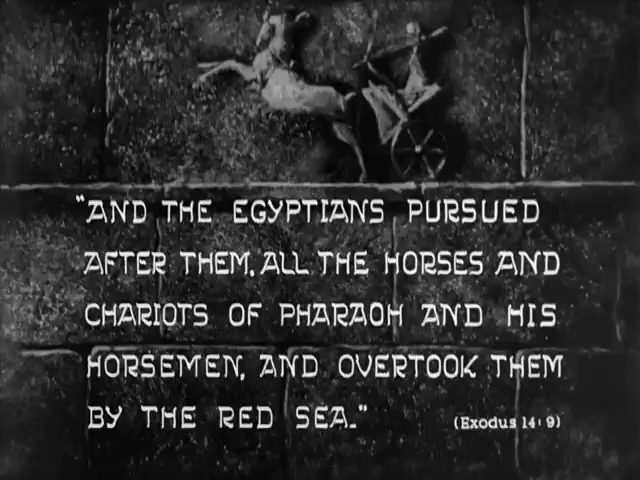 "AND THE EGYPTIANS PURSUED
AFTER THEM, ALL THE HORSES AND
CHARIOTS OF PHARAOH AND HIS
HORSEMEN, AND OVERTOOK THEM
BY THE RED SEA."
(Exodus 14:9)